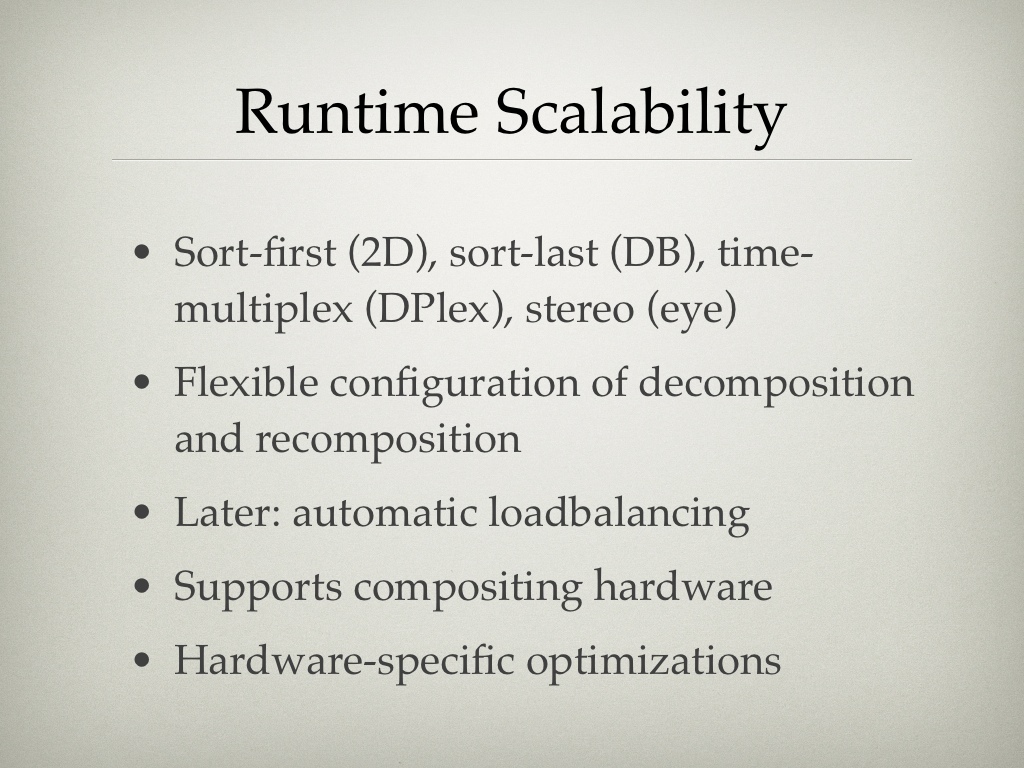 Runtime Scalability
• Sort-first (2D), sort-last (DB), time-
multiplex (DPlex), stereo (eye)
• Flexible configuration of decomposition
and recomposition
• Later: automatic loadbalancing
• Supports compositing hardware
• Hardware-specific optimizations